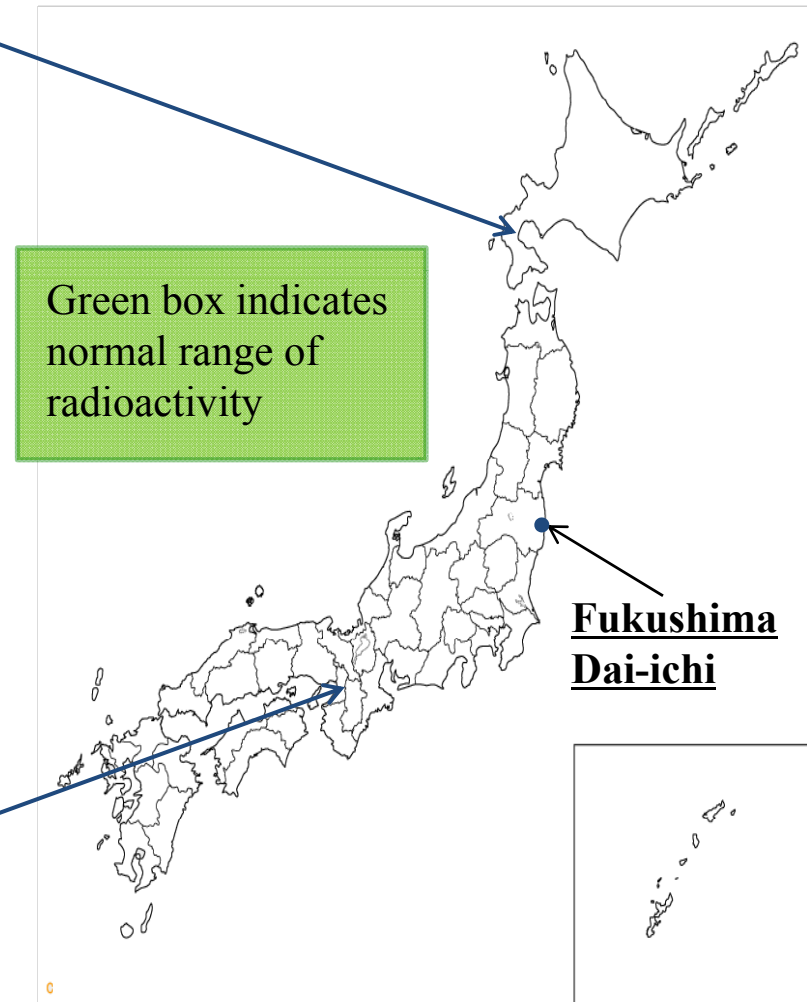 Green box indicates
normal range of
radioactivity
Fukushima
Dai-ichi